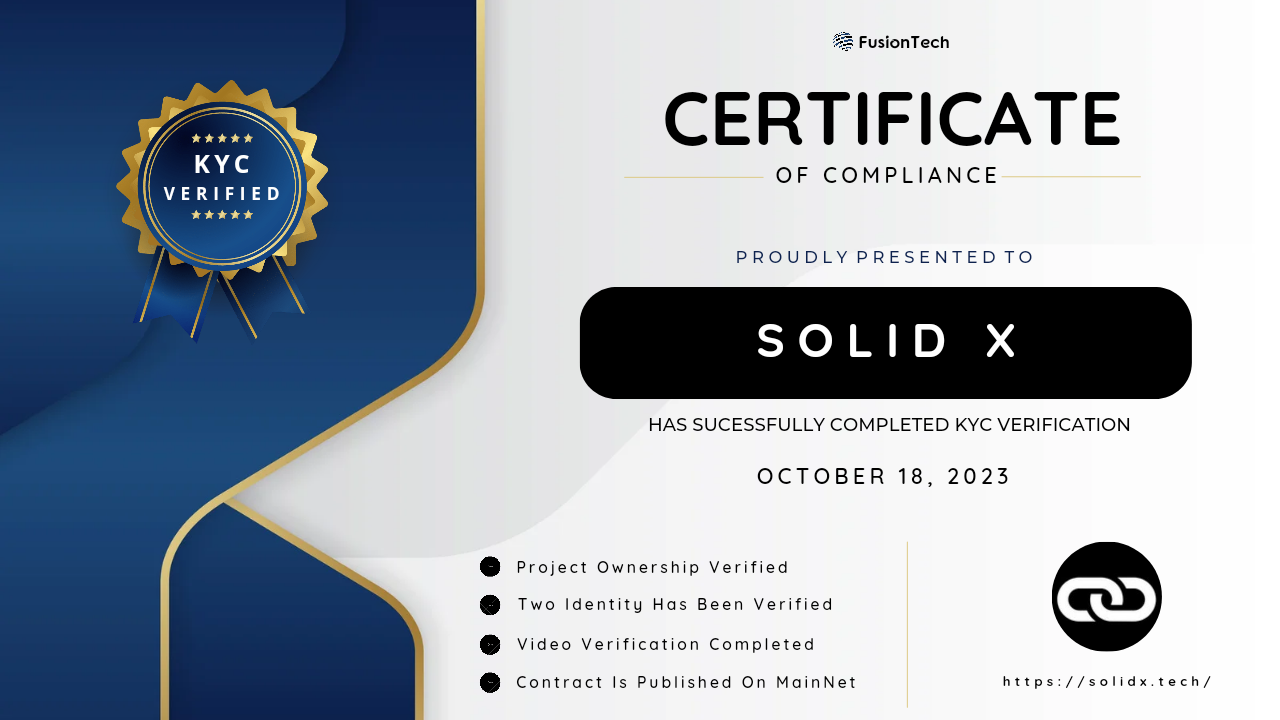 FusionTech
CERTIFICATE
OF COMPLIANCE
KYC
VERIFIED
PROUDLY PRESENTED TO
SOLID X
HAS SUCESSFULLY COMPLETED KYC VERIFICATION
OCTOBER 18, 2023
Project Ownership Verified
Two Identity Has Been Verified
Video Verification Completed
Contract Is Published On MainNet
https://solidx.tech/